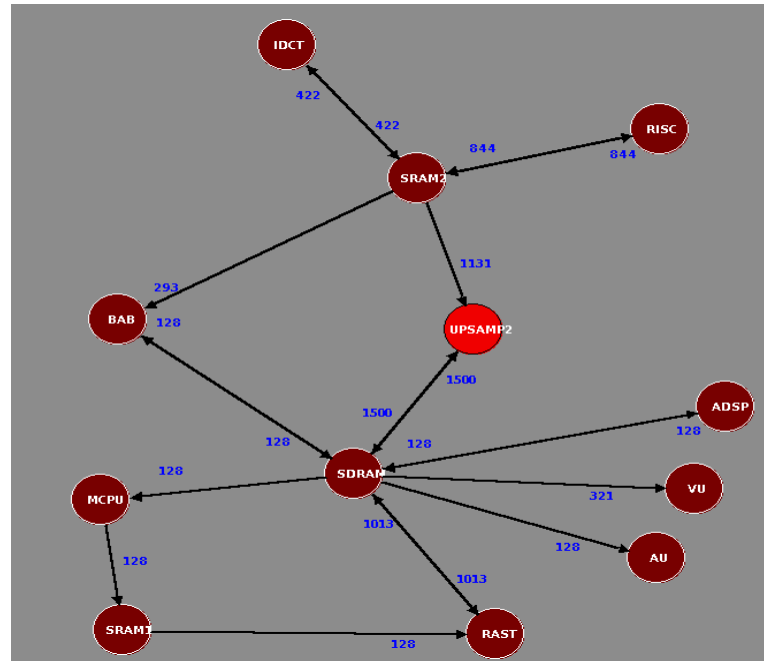 IDCT
422
422
RISC
844
844
SRAM2
1131
293
BAB
128
UPSAMP2
1500
1500
ADSP
128
128
128
SDRAM
128
MCPU
VU
321
1013
AU
128
128
1013
SRAM1
RAST
128